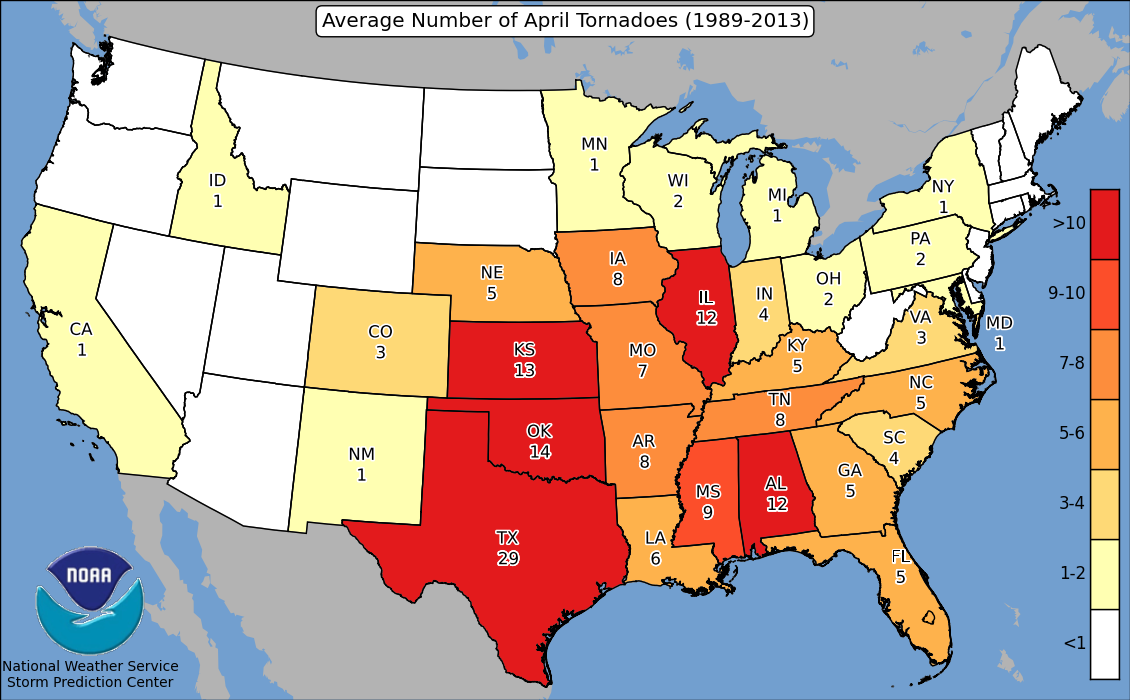 Average Number of April Tornadoes (1989-2013)
MN
1
ID
1
WI
2
MI
1
NY
1
PA
2
IA
8
NE
5
OH
2
IL
12
IN
4
CA
1
CO
3
VA
3
MD
1
KS
13
MO
7
KY
5
NC
5
TN
8
OK
14
AR
8
SC
4
NM
1
GA
5
MS
9
AL
12
TX
29
LA
6
FL
5
>10
9-10
7-8
5-6
3-4
1-2
<1
NOAA
National Weather Service
Storm Prediction Center